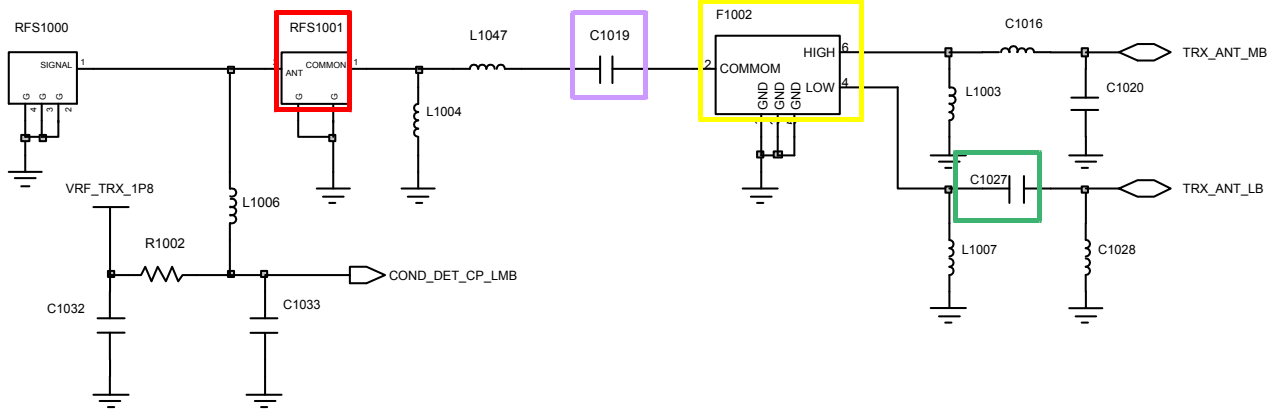 RFS1000
SIGNAL
1
G
G
G
4
3
2
RFS1001
ANT
COMMON
1
G
G
L1047
L1004
C1019
F1002
2
COMMOM
HIGH
6
LOW
4
GND
GND
GND
C1016
TRX_ANT_MB
L1003
C1020
C1027
TRX_ANT_LB
L1007
C1028
VRF_TRX_1P8
L1006
R1002
COND_DET_CP_LMB
C1032
C1033